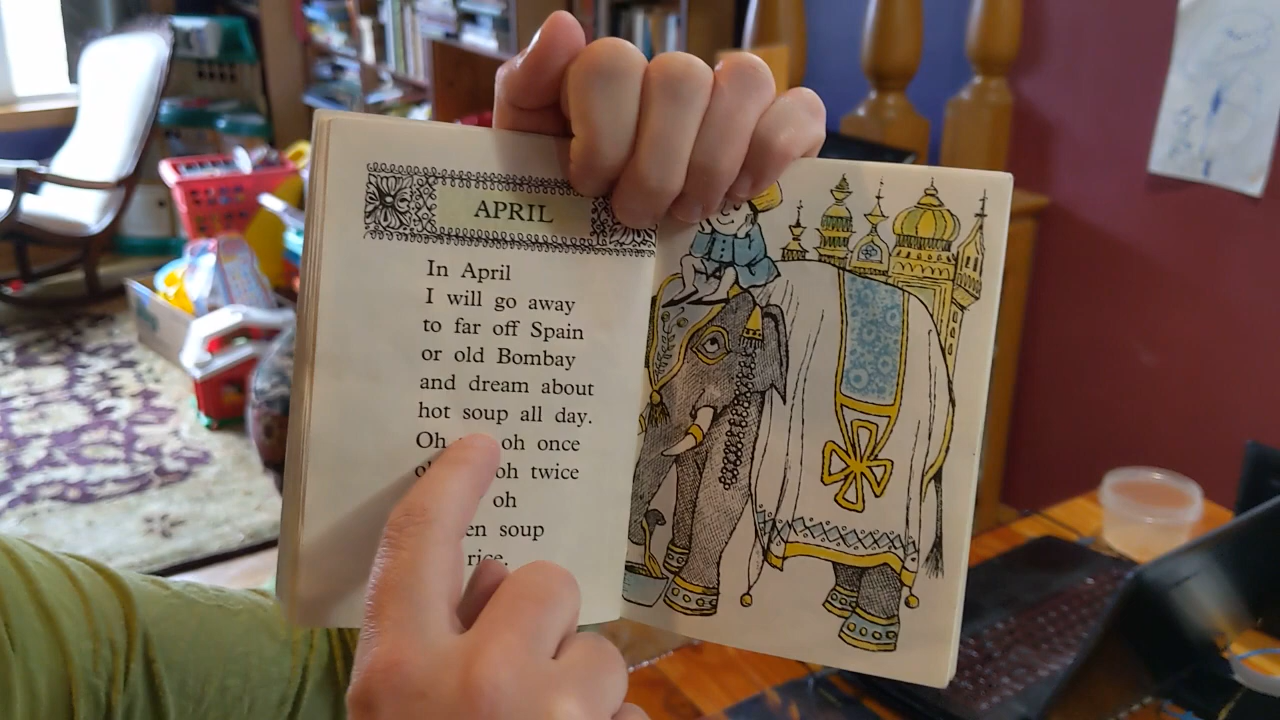 APRIL
In April
I will go away
to far off Spain
or old Bombay
and dream about
hot soup all day.
Oh oh once
oh twice
oh
soup
rice.